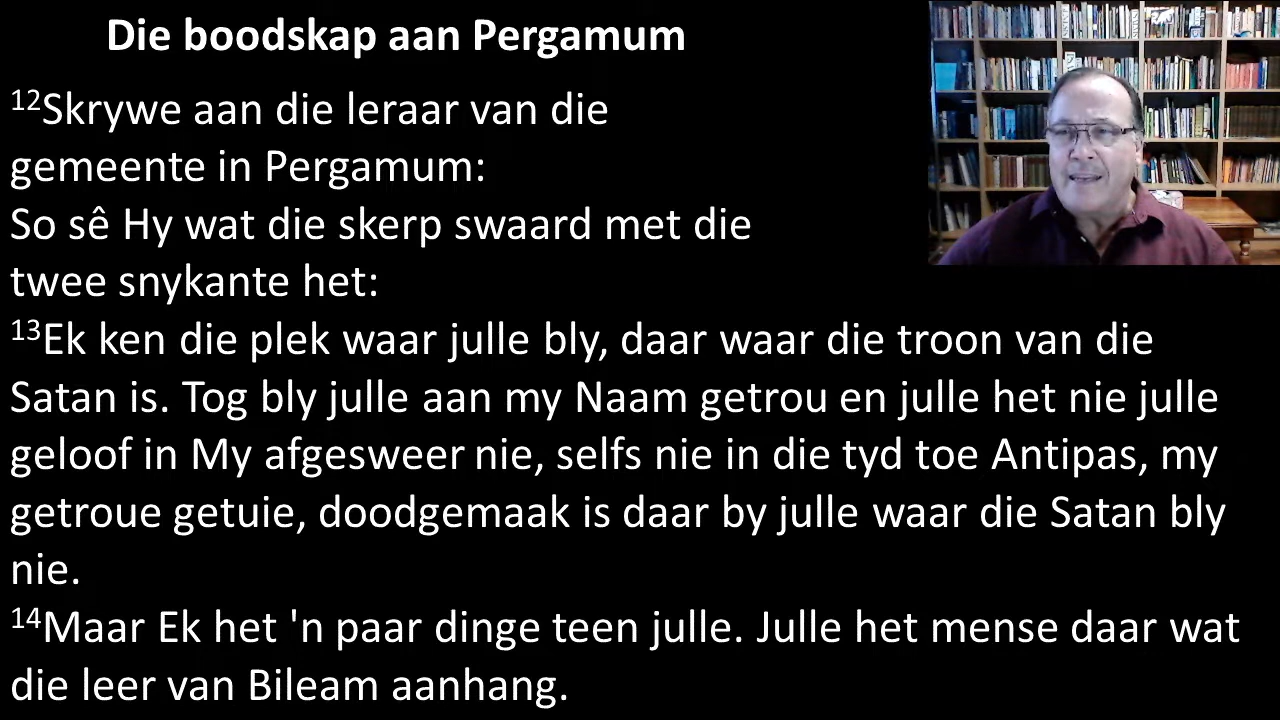 Die boodskap aan Pergamum
12Skrywe aan die leraar van die
gemeente in Pergamum:
So sê Hy wat die skerp swaard met die
twee snykante het:
13Ek ken die plek waar julle bly, daar waar die troon van die
Satan is. Tog bly julle aan my Naam getrou en julle het nie julle
geloof in My afgesweer nie, selfs nie in die tyd toe Antipas, my
getroue getuie, doodgemaak is daar by julle waar die Satan bly
nie.
14Maar Ek het 'n paar dinge teen julle. Julle het mense daar wat
die leer van Bileam aanhang.